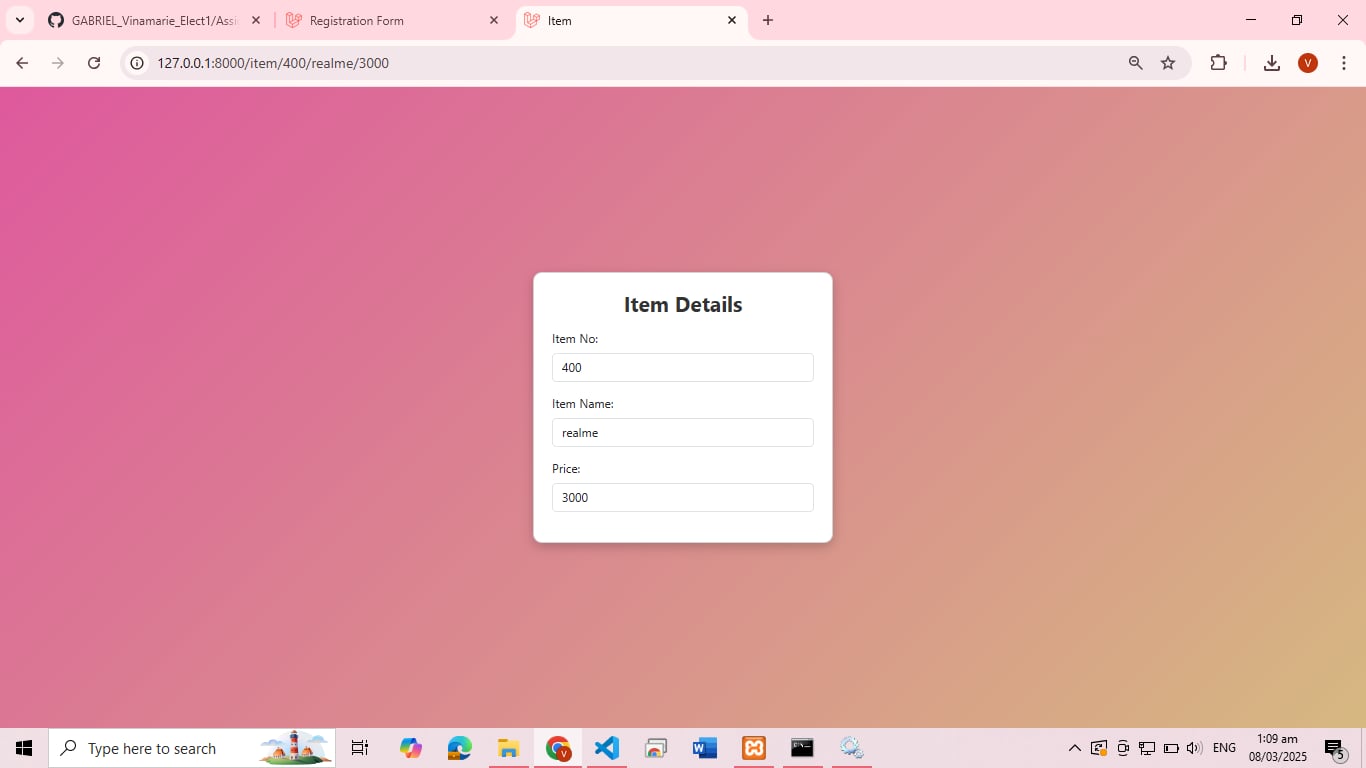 GABRIEL_Vinamarie_Elect1/Assi
Registration Form
Item
127.0.0.1:8000/item/400/realme/3000
V
Item Details
Item No:
400
Item Name:
realme
Price:
3000
Type here to search
V
ENG
1:09 am
08/03/2025
5